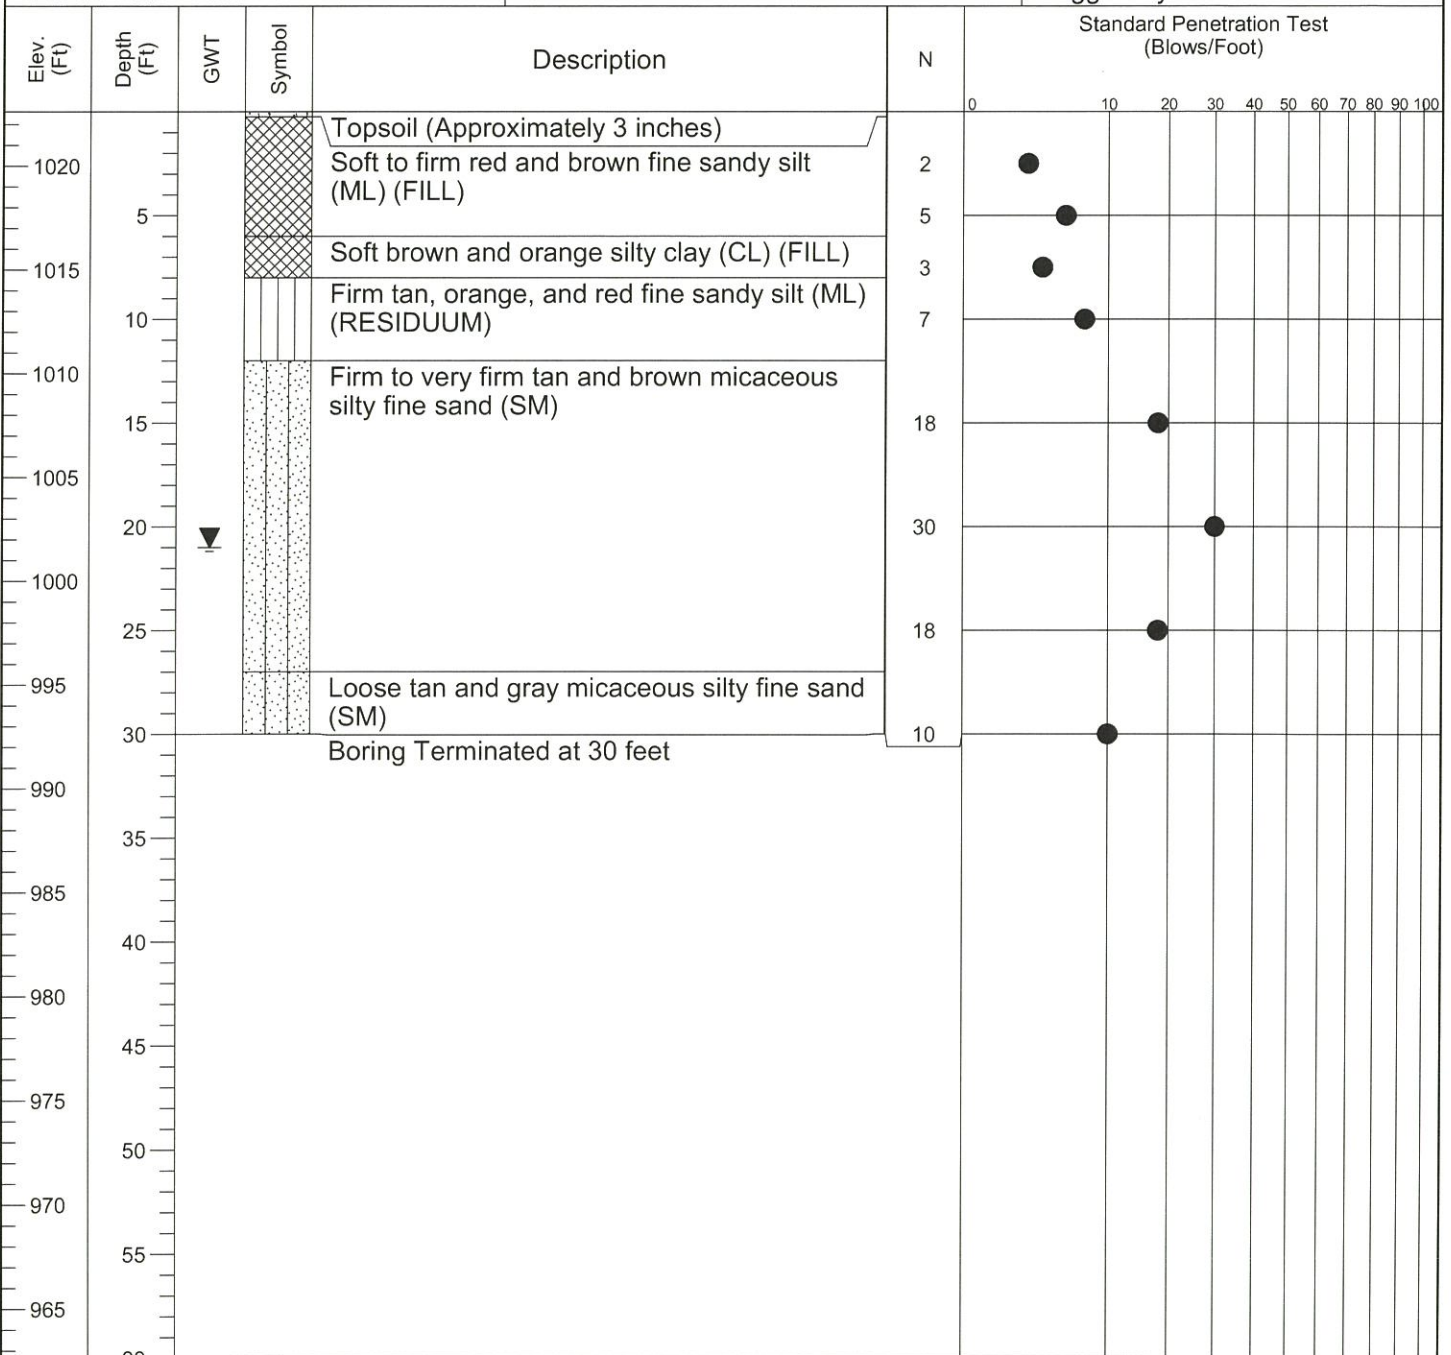 Standard Penetration Test
(Blows/Foot)
Elev.
(Ft)
Depth
(Ft)
GWT
Symbol
Description
N
0 10 20 30 40 50 60 70 80 90 100
Topsoil (Approximately 3 inches)
1020
Soft to firm red and brown fine sandy silt
2
(ML) (FILL)
5
5
Soft brown and orange silty clay (CL) (FILL)
1015
3
Firm tan, orange, and red fine sandy silt (ML)
10
(RESIDUUM)
7
1010
Firm to very firm tan and brown micaceous
silty fine sand (SM)
15
18
1005
20
30
1000
25
18
995
Loose tan and gray micaceous silty fine sand
(SM)
30
10
Boring Terminated at 30 feet
990
35
985
40
980
45
975
50
970
55
965